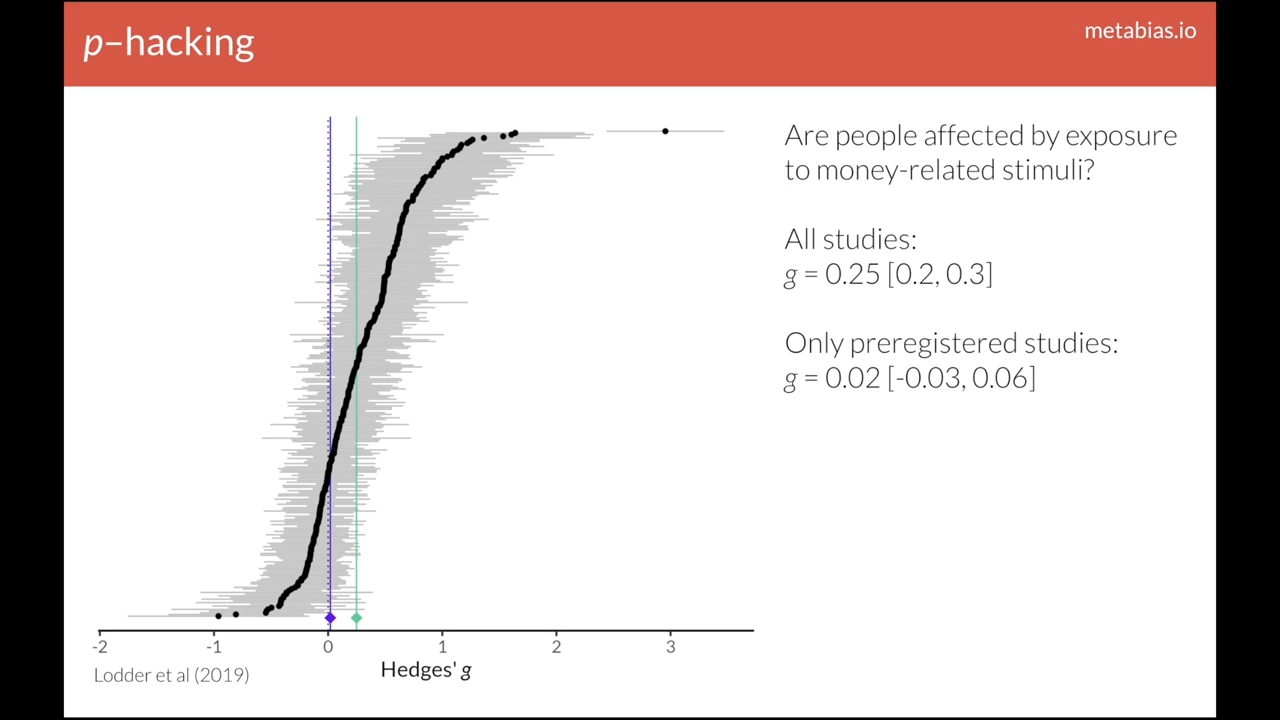 p–hacking
metabias.io
Are people affected by exposure
to money-related stimuli?
All studies:
g = 0.25 [0.2, 0.3]
Only preregistered studies:
g = 0.02 [-0.03, 0.06]
-2 -1 0 1 2 3
Hedges' g
Lodder et al (2019)